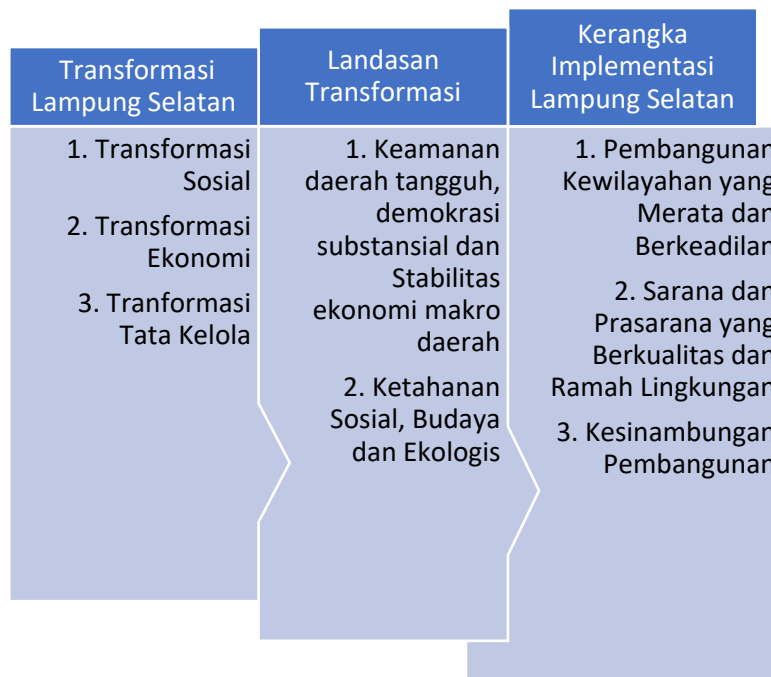 Transformasi
Lampung Selatan
1. Transformasi
Sosial
2. Transformasi
Ekonomi
3. Tranformasi
Tata Kelola
Landasan
Transformasi
1. Keamanan
daerah tangguh,
demokrasi
substansial dan
Stabilitas
ekonomi makro
daerah
2. Ketahanan
Sosial, Budaya
dan Ekologis
Kerangka
Implementasi
Lampung Selatan
1. Pembangunan
Kewilayahan yang
Merata dan
Berkeadilan
2. Sarana dan
Prasarana yang
Berkualitas dan
Ramah Lingkungan
3. Kesinambungan
Pembangunan